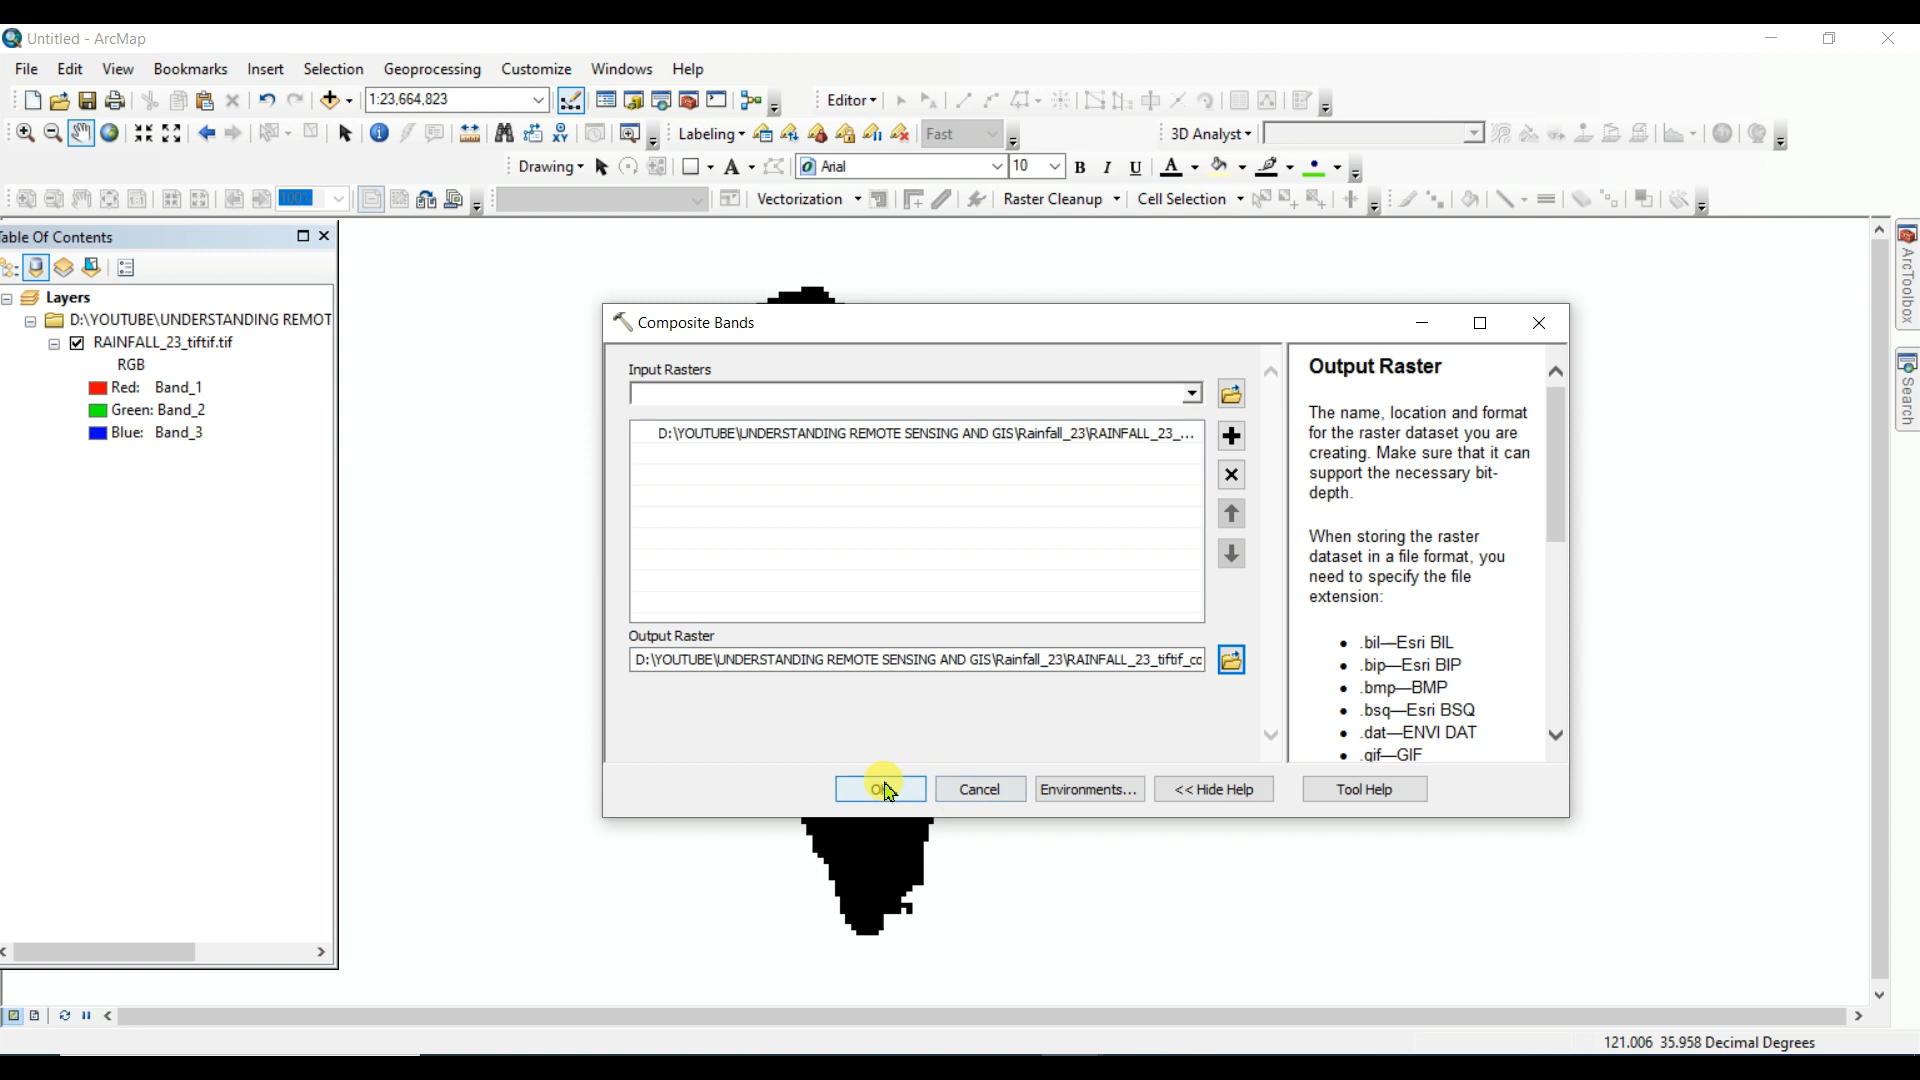 Untitled - ArcMap
File Edit View Bookmarks Insert Selection Geoprocessing Customize Windows Help
1:23,664,823 Editor
Labeling Fast 3D Analyst
Drawing Arial 10 B I U A
100% Vectorization Raster Cleanup Cell Selection
Table Of Contents
Layers
D:\YOUTUBE\UNDERSTANDING REMOT
RAINFALL_23_tiftif.tif
RGB
Red: Band_1
Green: Band_2
Blue: Band_3
Composite Bands
Input Rasters
D:\YOUTUBE\UNDERSTANDING REMOTE SENSING AND GIS\Rainfall_23\RAINFALL_23_...
Output Raster
D:\YOUTUBE\UNDERSTANDING REMOTE SENSING AND GIS\Rainfall_23\RAINFALL_23_tiftif_cc
Output Raster
The name, location and format
for the raster dataset you are
creating. Make sure that it can
support the necessary bit-
depth.
When storing the raster
dataset in a file format, you
need to specify the file
extension:
• .bil—Esri BIL
• .bip—Esri BIP
• .bmp—BMP
• .bsq—Esri BSQ
• .dat—ENVI DAT
• .gif—GIF
Cancel Environments... << Hide Help Tool Help
ArcToolbox
Search
121.006 35.958 Decimal Degrees